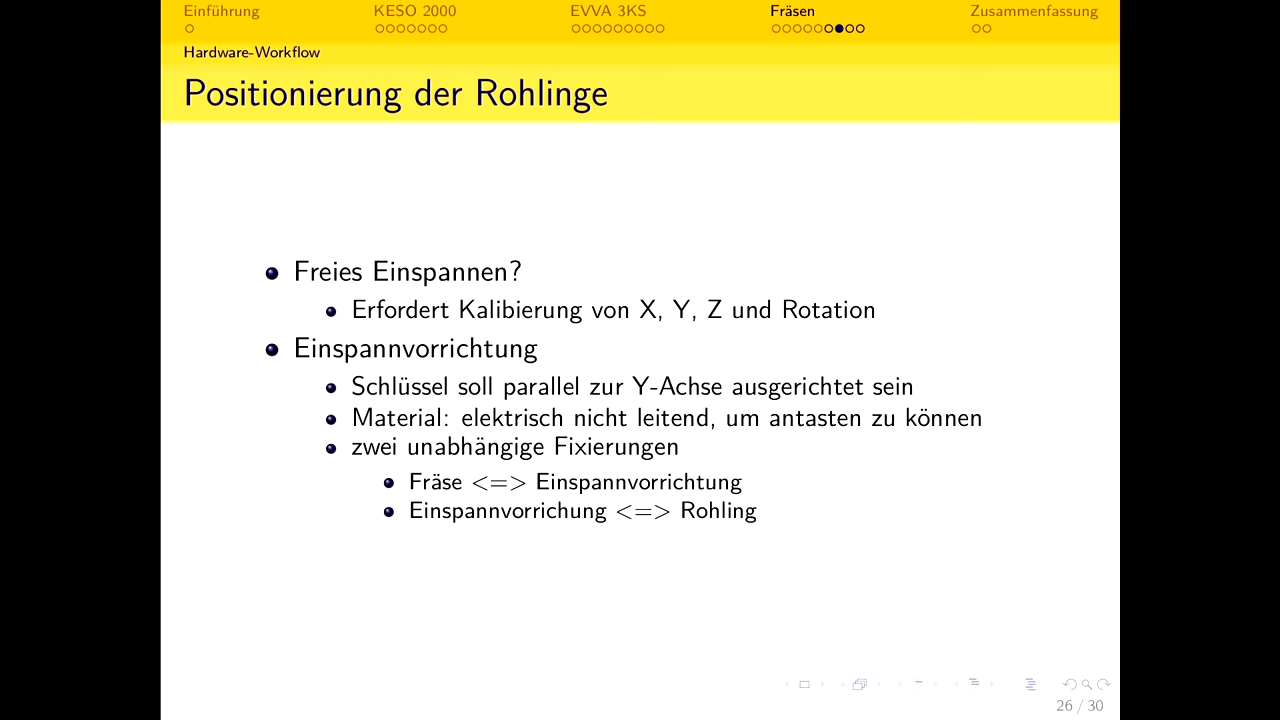 Einführung KESO 2000 EVVA 3KS Fräsen Zusammenfassung
Hardware-Workflow
Positionierung der Rohlinge
Freies Einspannen?
Erfordert Kalibierung von X, Y, Z und Rotation
Einspannvorrichtung
Schlüssel soll parallel zur Y-Achse ausgerichtet sein
Material: elektrisch nicht leitend, um antasten zu können
zwei unabhängige Fixierungen
Fräse <=> Einspannvorrichtung
Einspannvorrichung <=> Rohling
26 / 30